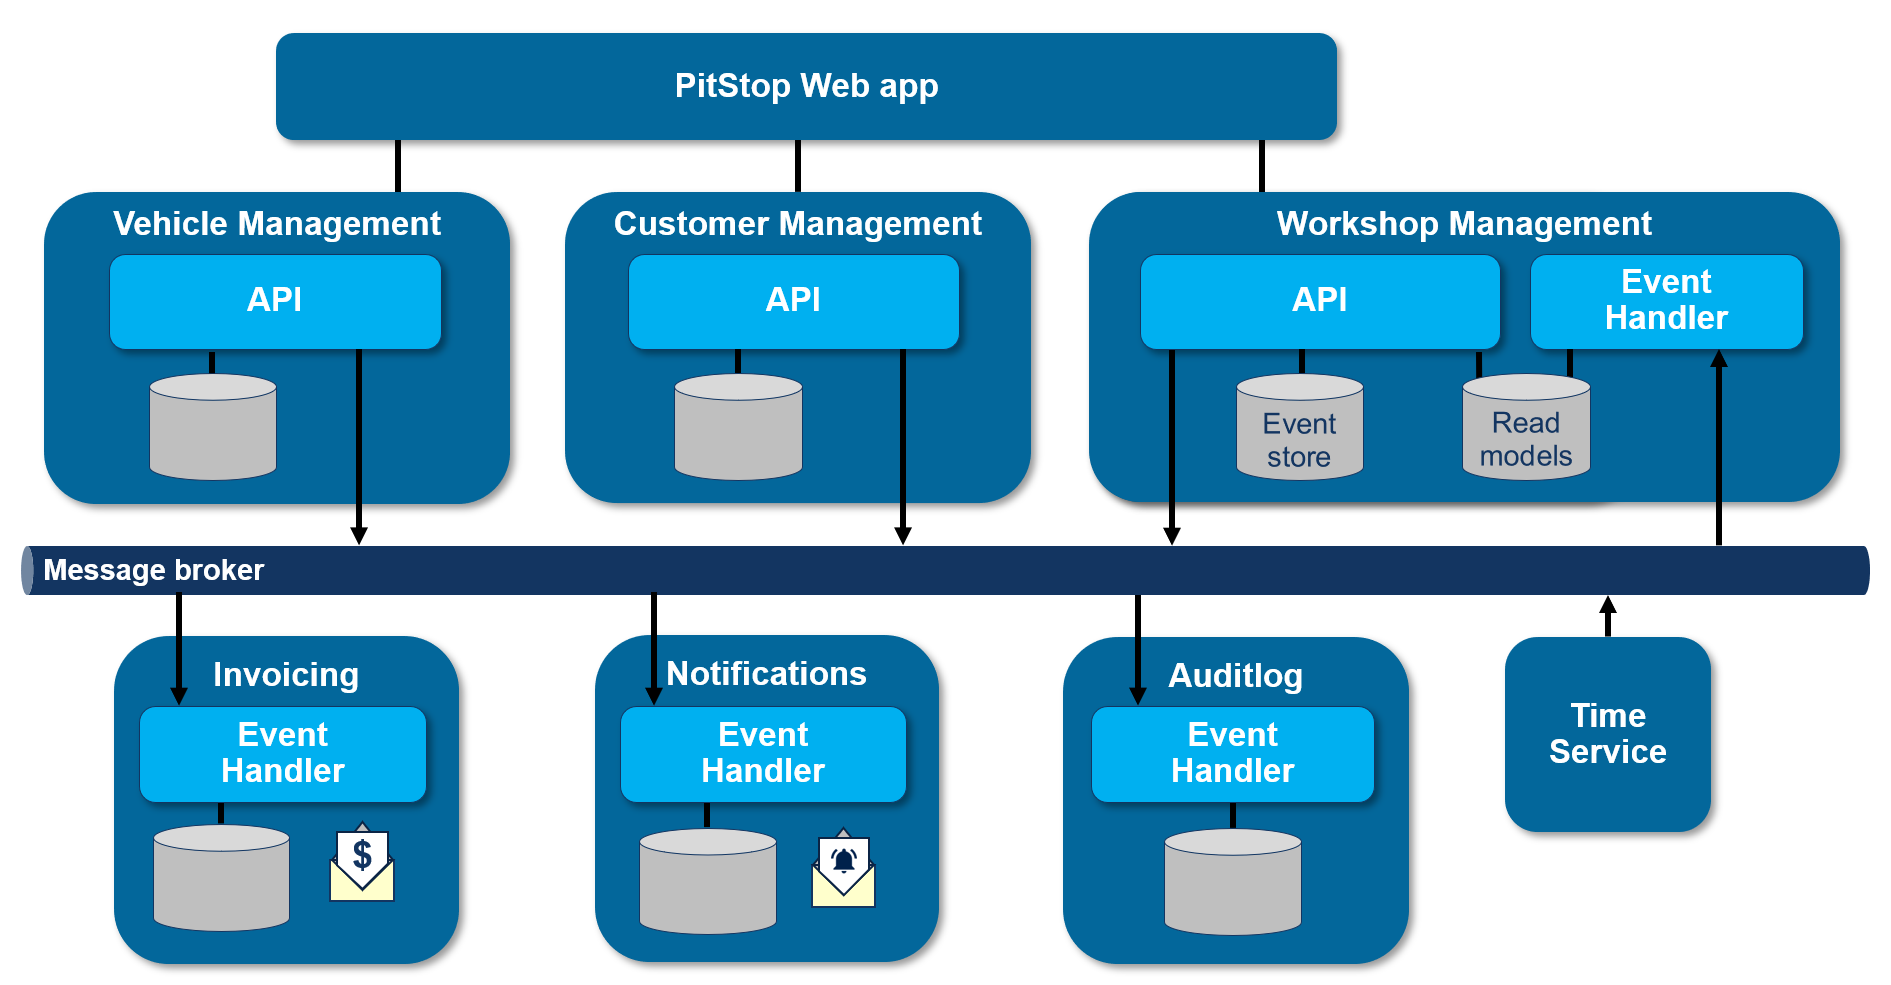 PitStop Web app
Vehicle Management
API
Customer Management
API
Workshop Management
API
Event
Handler
Event
store
Read
models
Message broker
Invoicing
Event
Handler
$
Notifications
Event
Handler
Auditlog
Event
Handler
Time
Service